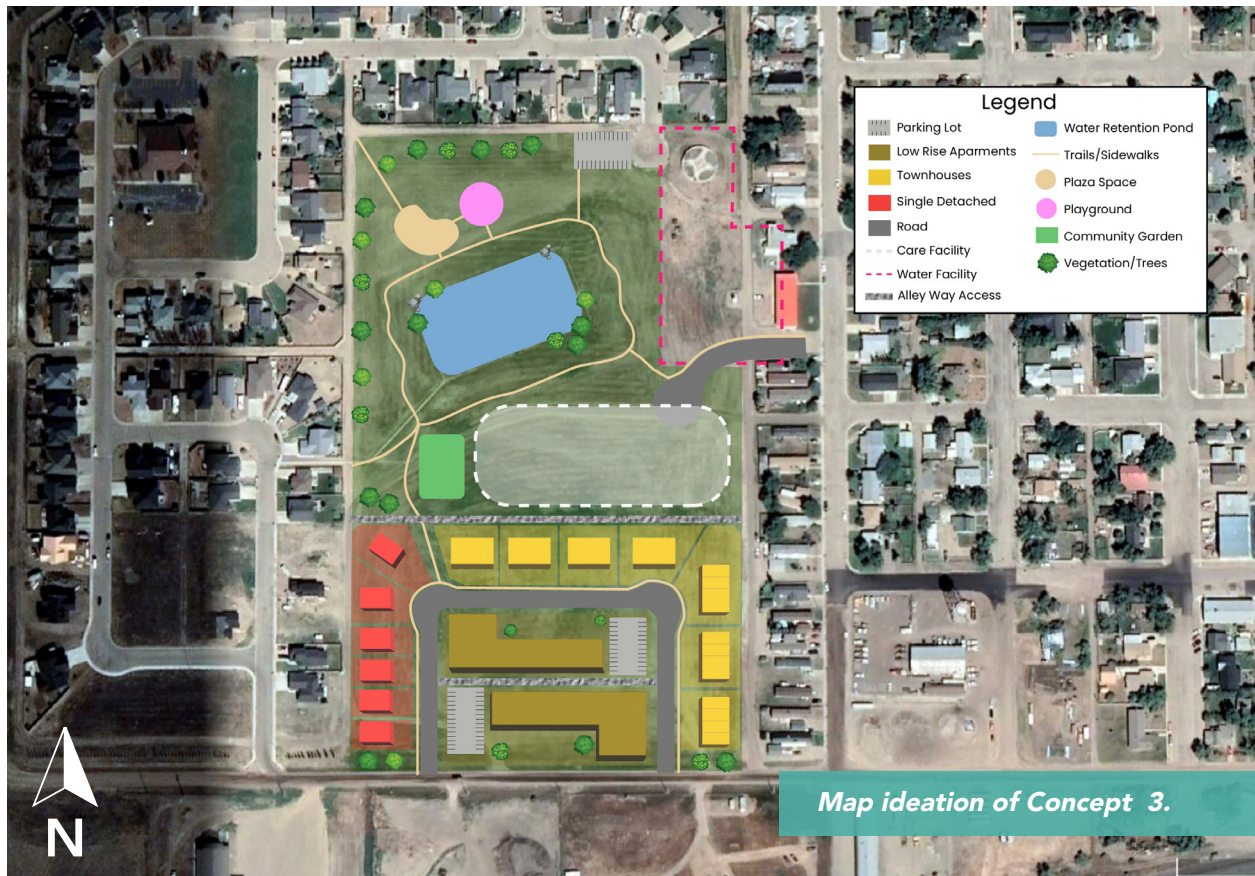 Legend
Parking Lot
Low Rise Aparments
Townhouses
Single Detached
Road
Care Facility
Water Facility
Alley Way Access
Water Retention Pond
Trails/Sidewalks
Plaza Space
Playground
Community Garden
Vegetation/Trees
N
Map ideation of Concept 3.